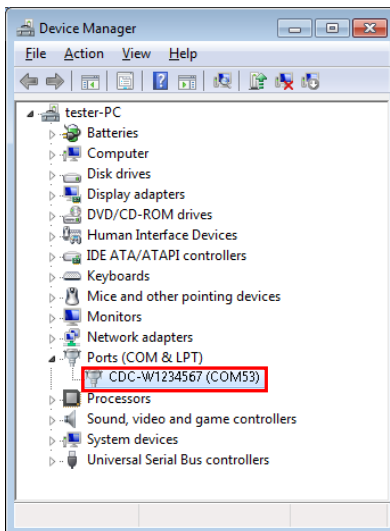 Device Manager
File Action View Help
tester-PC
Batteries
Computer
Disk drives
Display adapters
DVD/CD-ROM drives
Human Interface Devices
IDE ATA/ATAPI controllers
Keyboards
Mice and other pointing devices
Monitors
Network adapters
Ports (COM & LPT)
CDC-W1234567 (COM53)
Processors
Sound, video and game controllers
System devices
Universal Serial Bus controllers